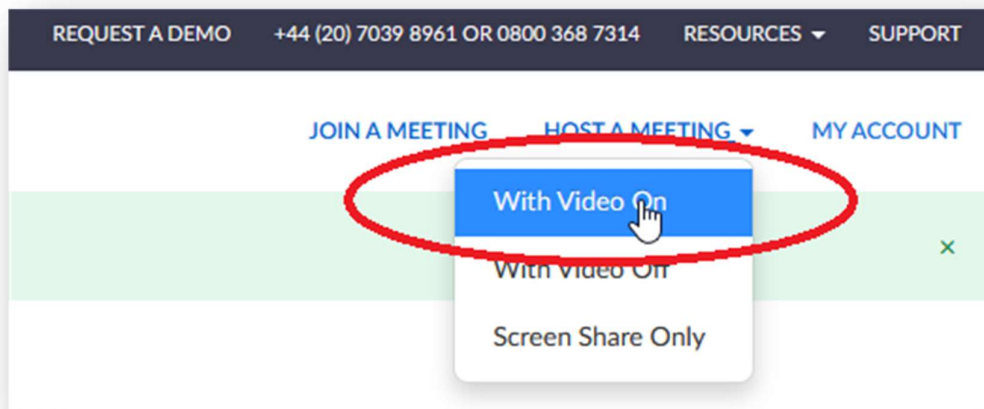 REQUEST A DEMO +44 (20) 7039 8961 OR 0800 368 7314 RESOURCES SUPPORT
JOIN A MEETING HOST A MEETING MY ACCOUNT
With Video On
With Video Off
Screen Share Only